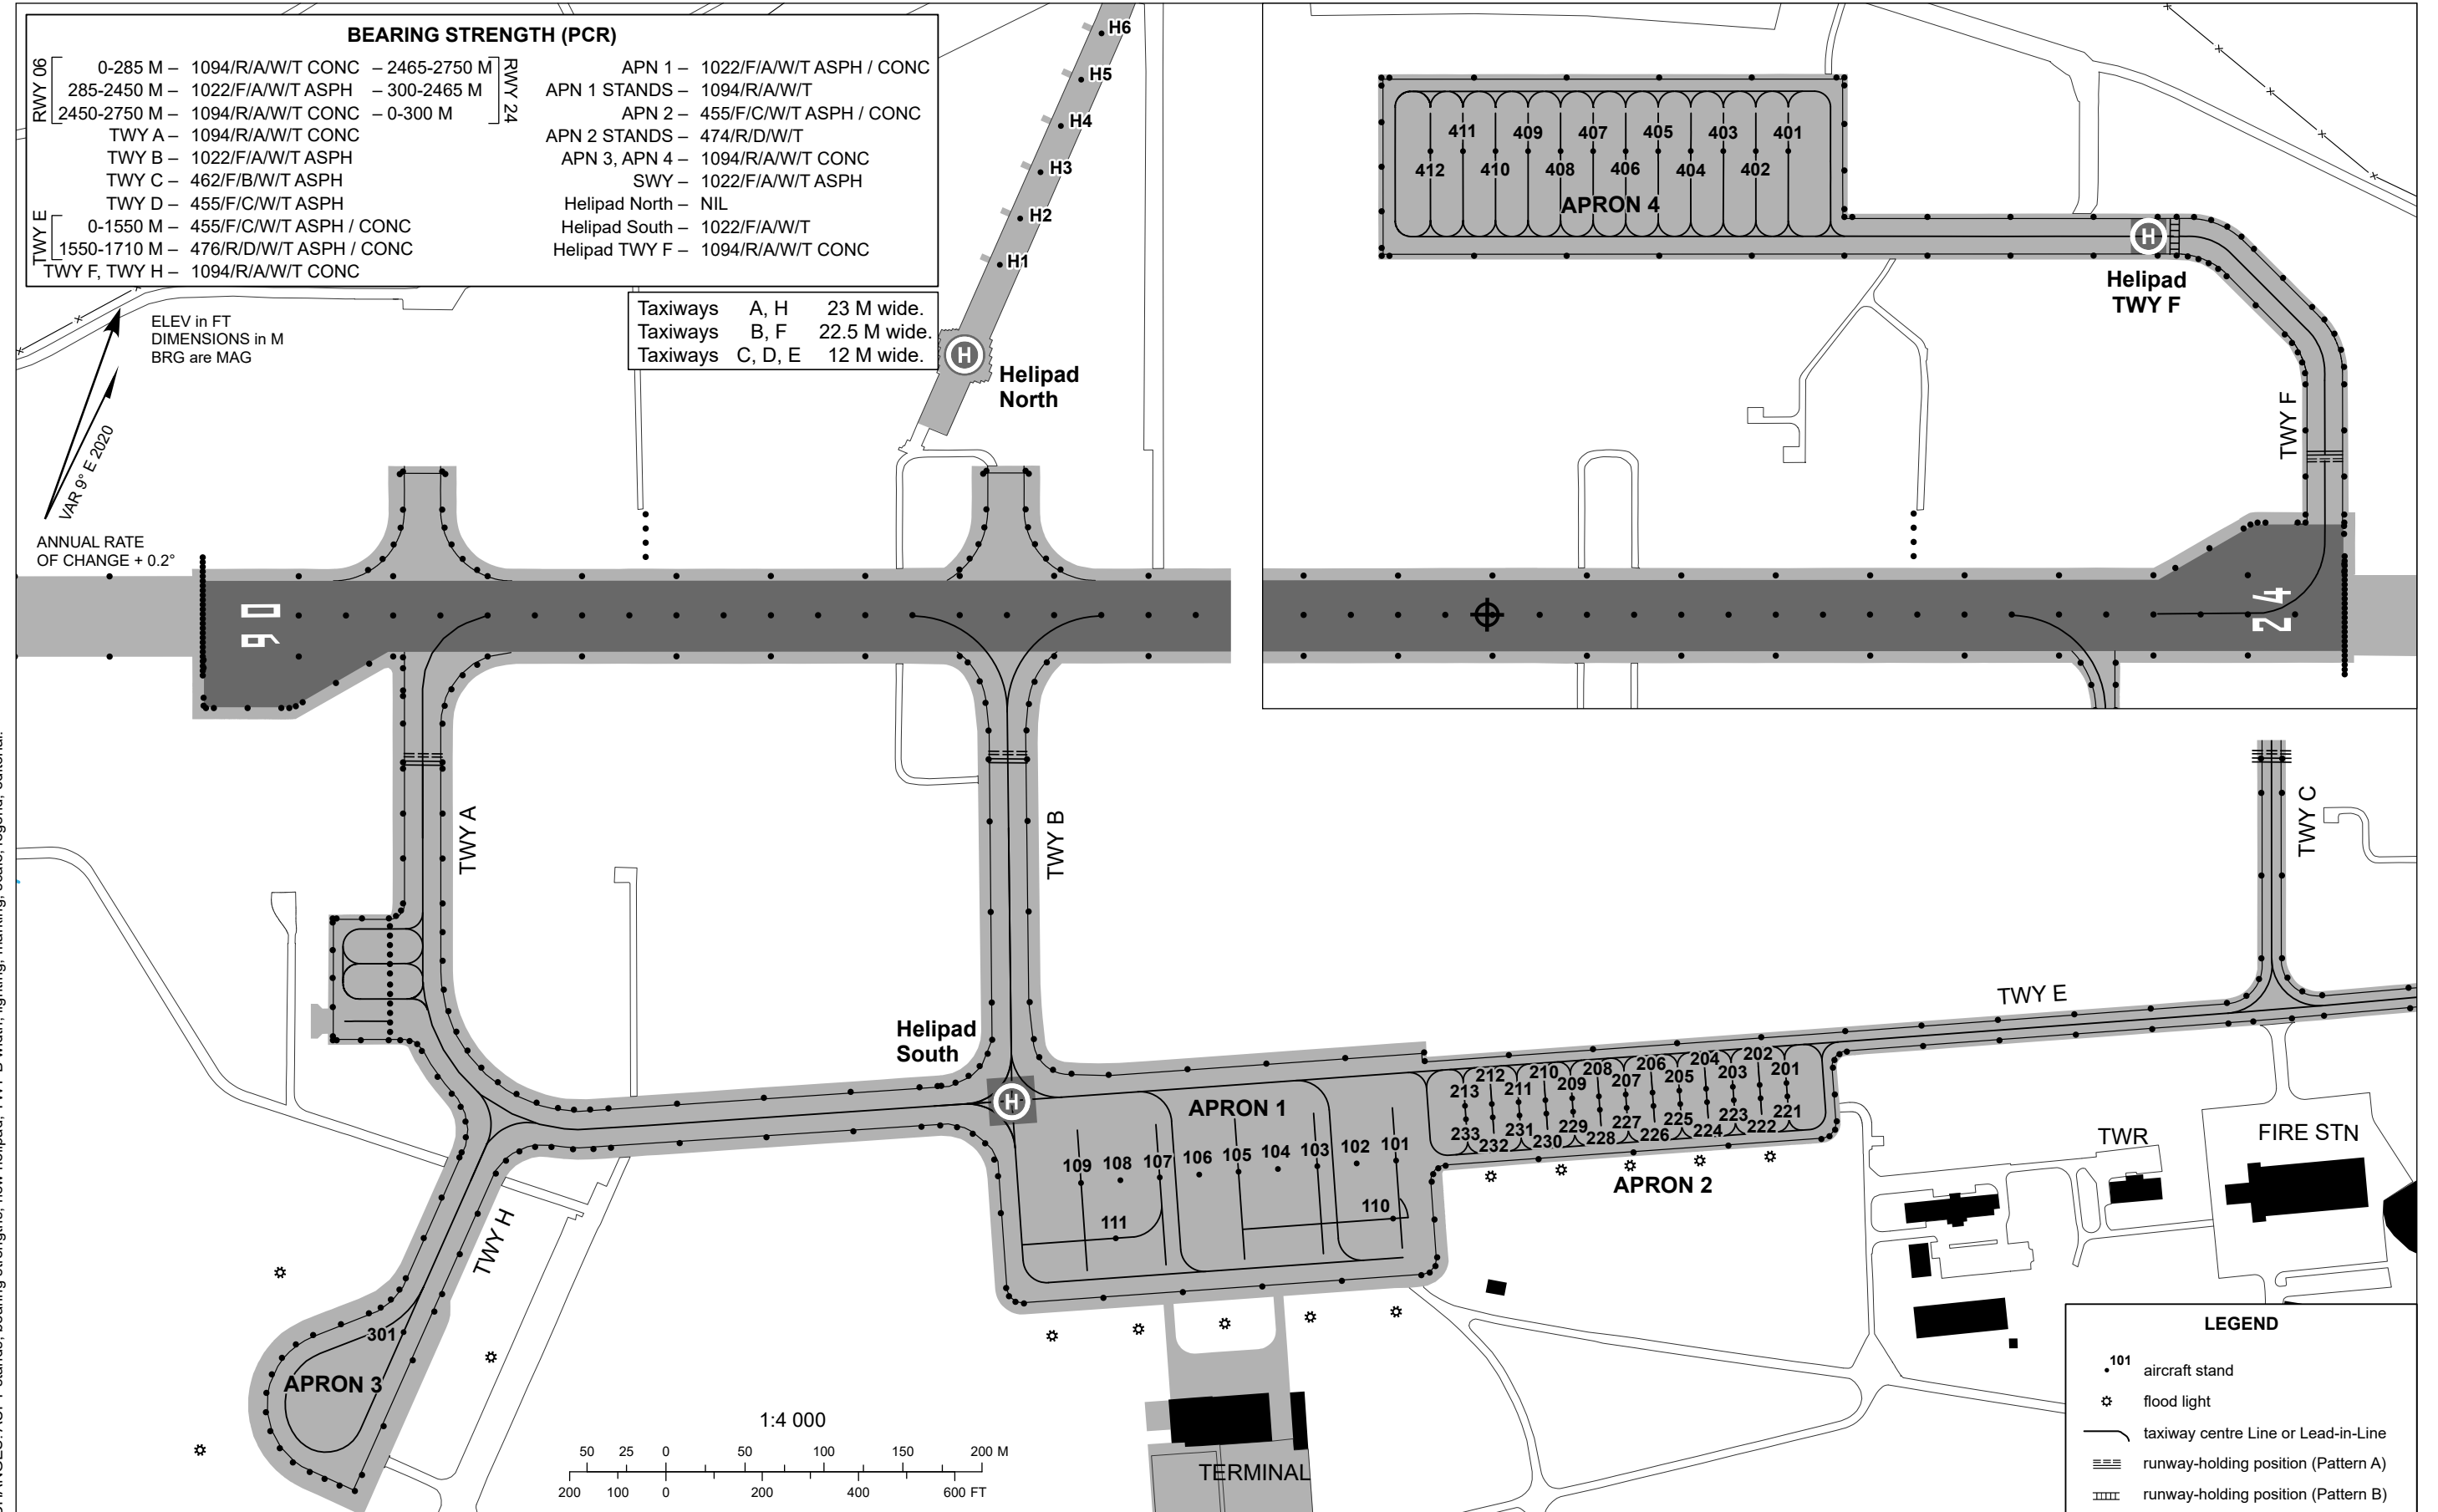 BEARING STRENGTH (PCR)
RWY 06
0-285 M – 1094/R/A/W/T CONC – 2465-2750 M
285-2450 M – 1022/F/A/W/T ASPH – 300-2465 M
2450-2750 M – 1094/R/A/W/T CONC – 0-300 M
RWY 24
TWY A – 1094/R/A/W/T CONC
TWY B – 1022/F/A/W/T ASPH
TWY C – 462/F/B/W/T ASPH
TWY D – 455/F/C/W/T ASPH
TWY E
0-1550 M – 455/F/C/W/T ASPH / CONC
1550-1710 M – 476/R/D/W/T ASPH / CONC
TWY F, TWY H – 1094/R/A/W/T CONC
APN 1 – 1022/F/A/W/T ASPH / CONC
APN 1 STANDS – 1094/R/A/W/T
APN 2 – 455/F/C/W/T ASPH / CONC
APN 2 STANDS – 474/R/D/W/T
APN 3, APN 4 – 1094/R/A/W/T CONC
SWY – 1022/F/A/W/T ASPH
Helipad North – NIL
Helipad South – 1022/F/A/W/T
Helipad TWY F – 1094/R/A/W/T CONC
Taxiways A, H 23 M wide.
Taxiways B, F 22.5 M wide.
Taxiways C, D, E 12 M wide.
ELEV in FT
DIMENSIONS in M
BRG are MAG
VAR 9° E 2020
ANNUAL RATE
OF CHANGE + 0.2°
H6
H5
H4
H3
H2
H1
H
Helipad
North
411 409 407 405 403 401
412 410 408 406 404 402
APRON 4
H
Helipad
TWY F
TWY F
06
24
TWY A
TWY B
TWY C
TWY E
Helipad
South
H
APRON 1
109 108 107 106 105 104 103 102 101
111
110
213 212 211 210 209 208 207 206 205 204 203 202 201
233 232 231 230 229 228 227 226 225 224 223 222 221
APRON 2
TWR
FIRE STN
TWY H
301
APRON 3
1:4 000
50 25 0 50 100 150 200 M
200 100 0 200 400 600 FT
TERMINAL
LEGEND
101 aircraft stand
flood light
taxiway centre Line or Lead-in-Line
runway-holding position (Pattern A)
runway-holding position (Pattern B)